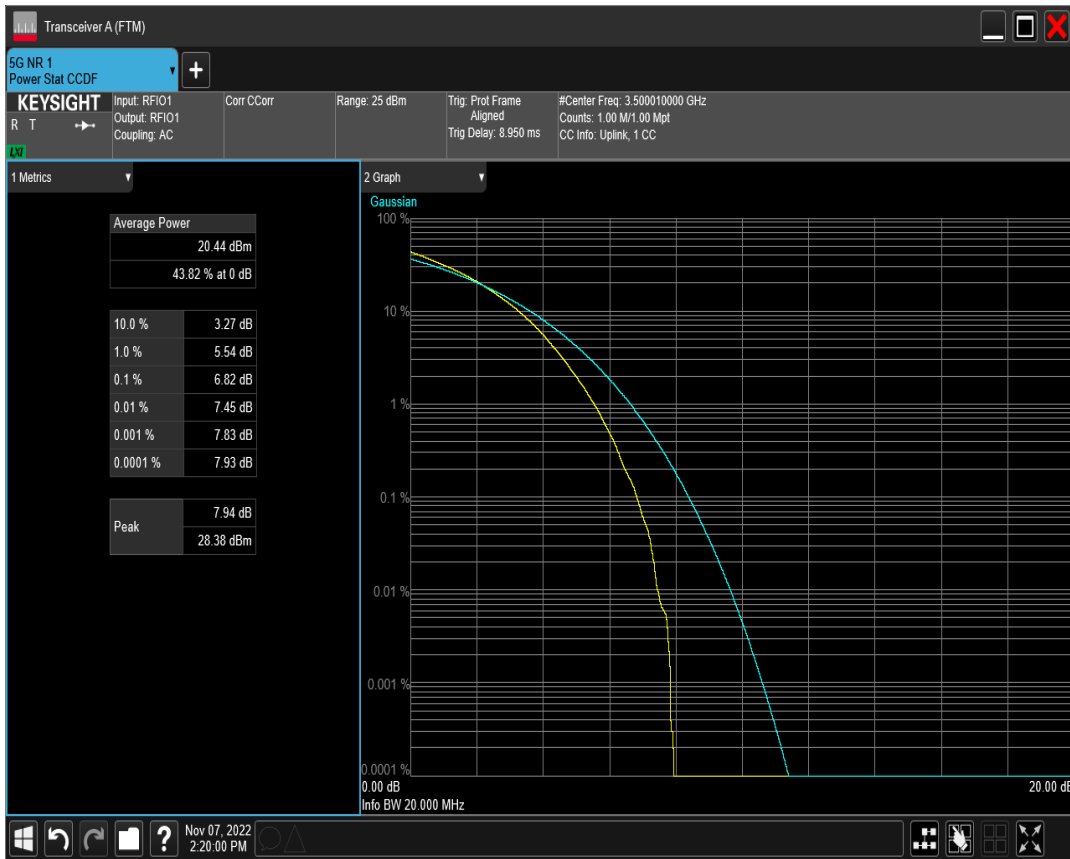 Transceiver A (FTM)
5G NR 1
Power Stat CCDF
+
KEYSIGHT
R T
LXI
Input: RFIO1
Output: RFIO1
Coupling: AC
Corr CCorr
Range: 25 dBm
Trig: Prot Frame
Aligned
Trig Delay: 8.950 ms
#Center Freq: 3.500010000 GHz
Counts: 1.00 M/1.00 Mpt
CC Info: Uplink, 1 CC
1 Metrics
Average Power
20.44 dBm
43.82 % at 0 dB
10.0 % 3.27 dB
1.0 % 5.54 dB
0.1 % 6.82 dB
0.01 % 7.45 dB
0.001 % 7.83 dB
0.0001 % 7.93 dB
Peak
7.94 dB
28.38 dBm
2 Graph
Gaussian
100 %
10 %
1 %
0.1 %
0.01 %
0.001 %
0.0001 %
0.00 dB
20.00 dB
Info BW 20.000 MHz
?
Nov 07, 2022
2:20:00 PM